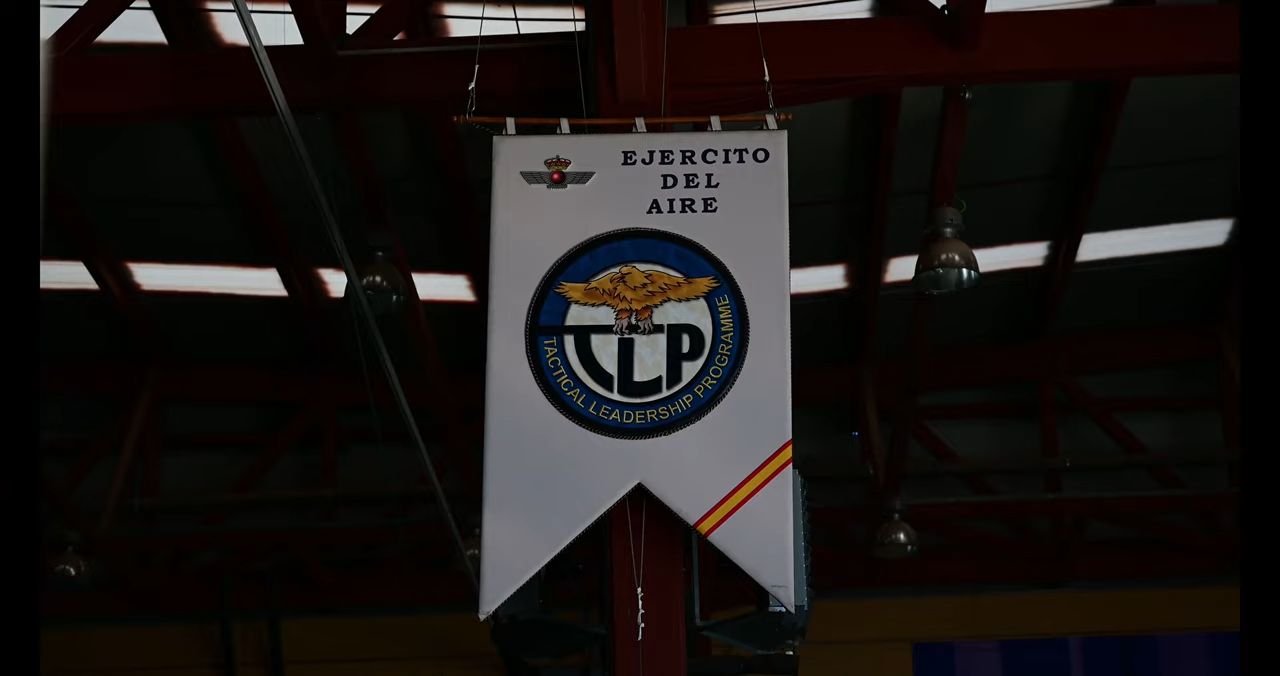 EJERCITO
DEL
AIRE
TLP
TACTICAL LEADERSHIP PROGRAMME